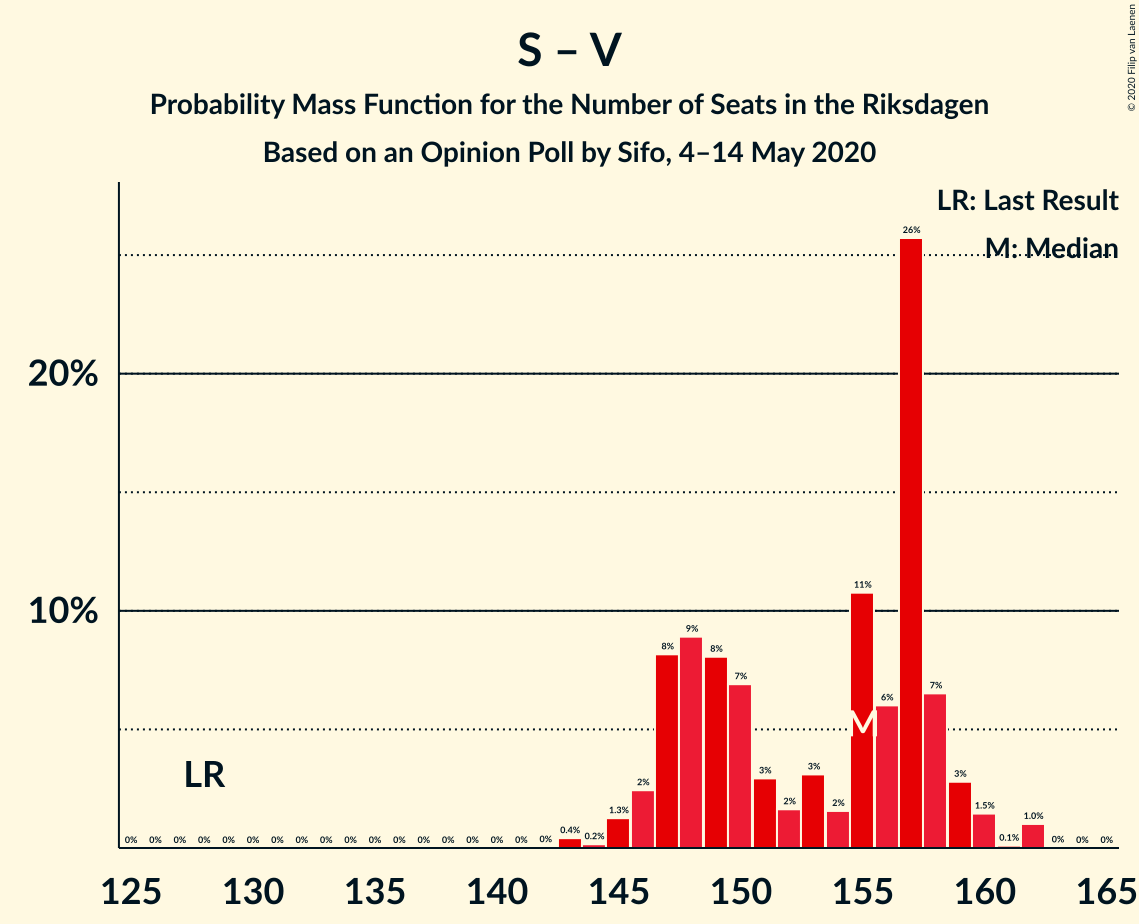 S – V
Probability Mass Function for the Number of Seats in the Riksdagen
Based on an Opinion Poll by Sifo, 4–14 May 2020
© 2020 Filip van Laenen
LR: Last Result
M: Median
20%
10%
LR
M
0% 0% 0% 0% 0% 0% 0% 0% 0% 0% 0% 0% 0% 0% 0% 0% 0% 0% 0.4% 0.2% 1.3% 2% 8% 9% 8% 7% 3% 2% 3% 2% 11% 6% 26% 7% 3% 1.5% 0.1% 1.0% 0% 0% 0%
125 130 135 140 145 150 155 160 165